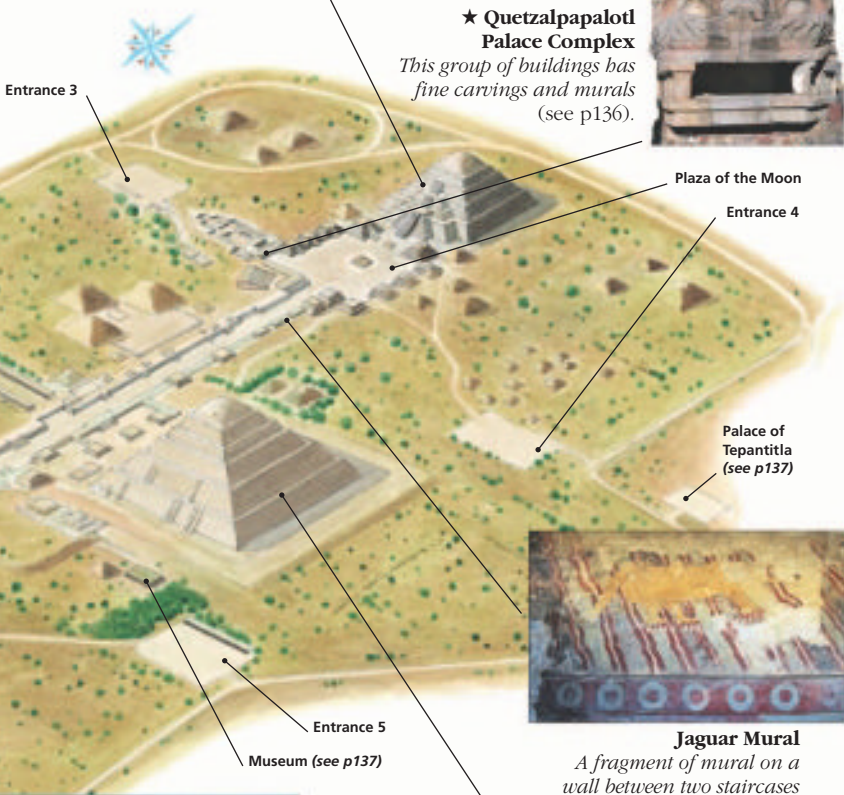 ★ Quetzalpapalotl
Palace Complex
This group of buildings has
fine carvings and murals
(see p136).
Entrance 3
Plaza of the Moon
Entrance 4
Palace of
Tepantitla
(see p137)
Entrance 5
Museum (see p137)
Jaguar Mural
A fragment of mural on a
wall between two staircases